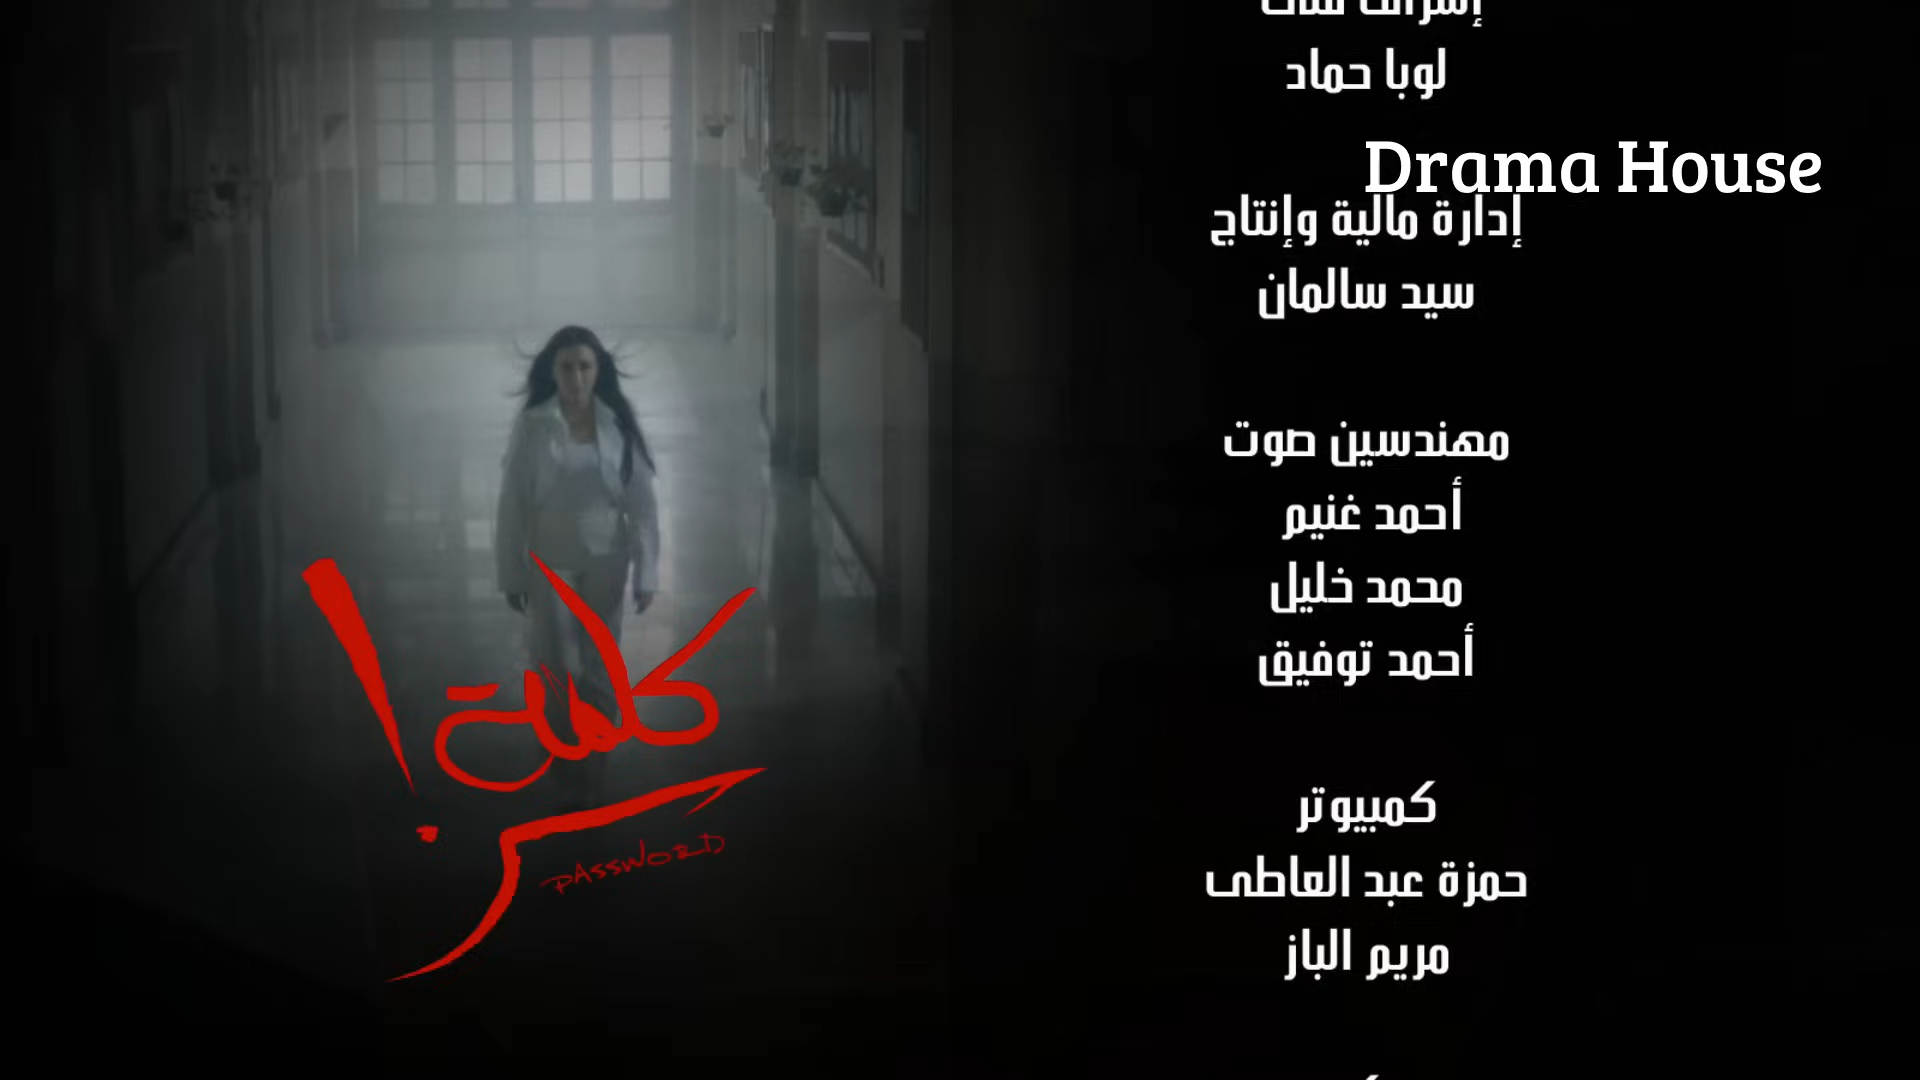 لوبا حماد
Drama House
إدارة مالية وإنتاج
سيد سالمان
مهندسين صوت
أحمد غنيم
محمد خليل
أحمد توفيق
كمبيوتر
حمزة عبد العاطى
مريم الباز
كلمة سر!
PASSWORD